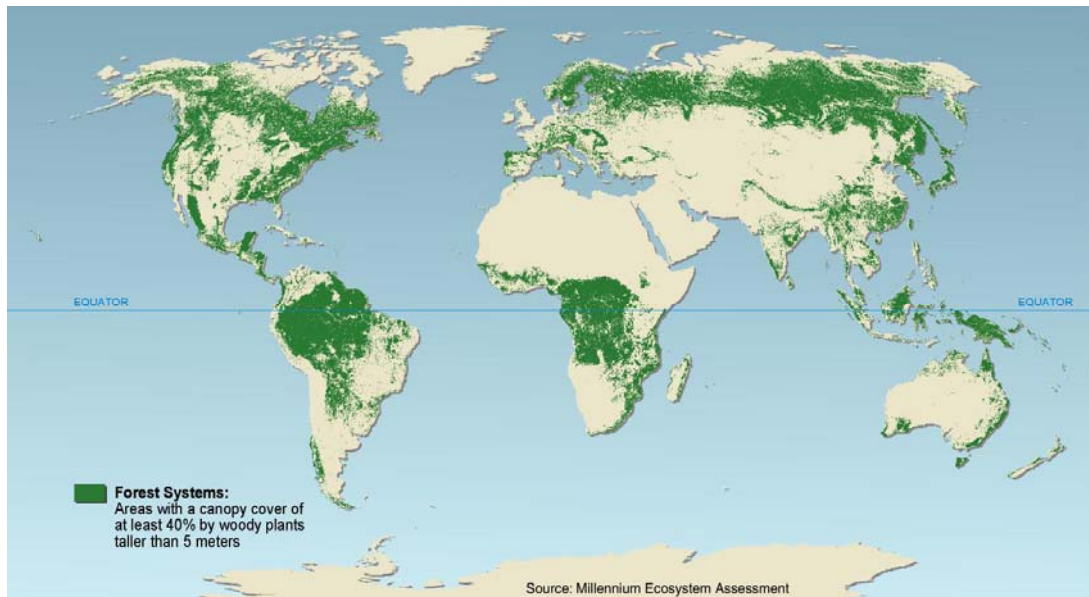 EQUATOR
EQUATOR
Forest Systems:
Areas with a canopy cover of
at least 40% by woody plants
taller than 5 meters
Source: Millennium Ecosystem Assessment